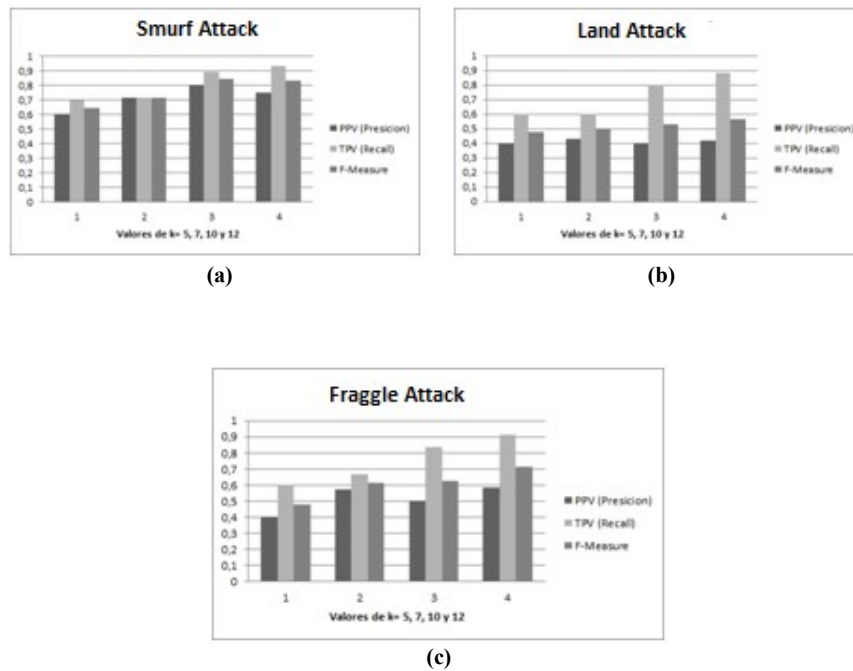 Smurf Attack
1
0,9
0,8
0,7
0,6
0,5
0,4
0,3
0,2
0,1
0
1 2 3 4
Valores de k= 5, 7, 10 y 12
PPV (Presicion)
TPV (Recall)
F-Measure
(a)
Land Attack
1
0,9
0,8
0,7
0,6
0,5
0,4
0,3
0,2
0,1
0
1 2 3 4
Valores de k= 5, 7, 10 y 12
PPV (Presicion)
TPV (Recall)
F-Measure
(b)
Fraggle Attack
1
0,9
0,8
0,7
0,6
0,5
0,4
0,3
0,2
0,1
0
1 2 3 4
Valores de k= 5, 7, 10 y 12
PPV (Presicion)
TPV (Recall)
F-Measure
(c)